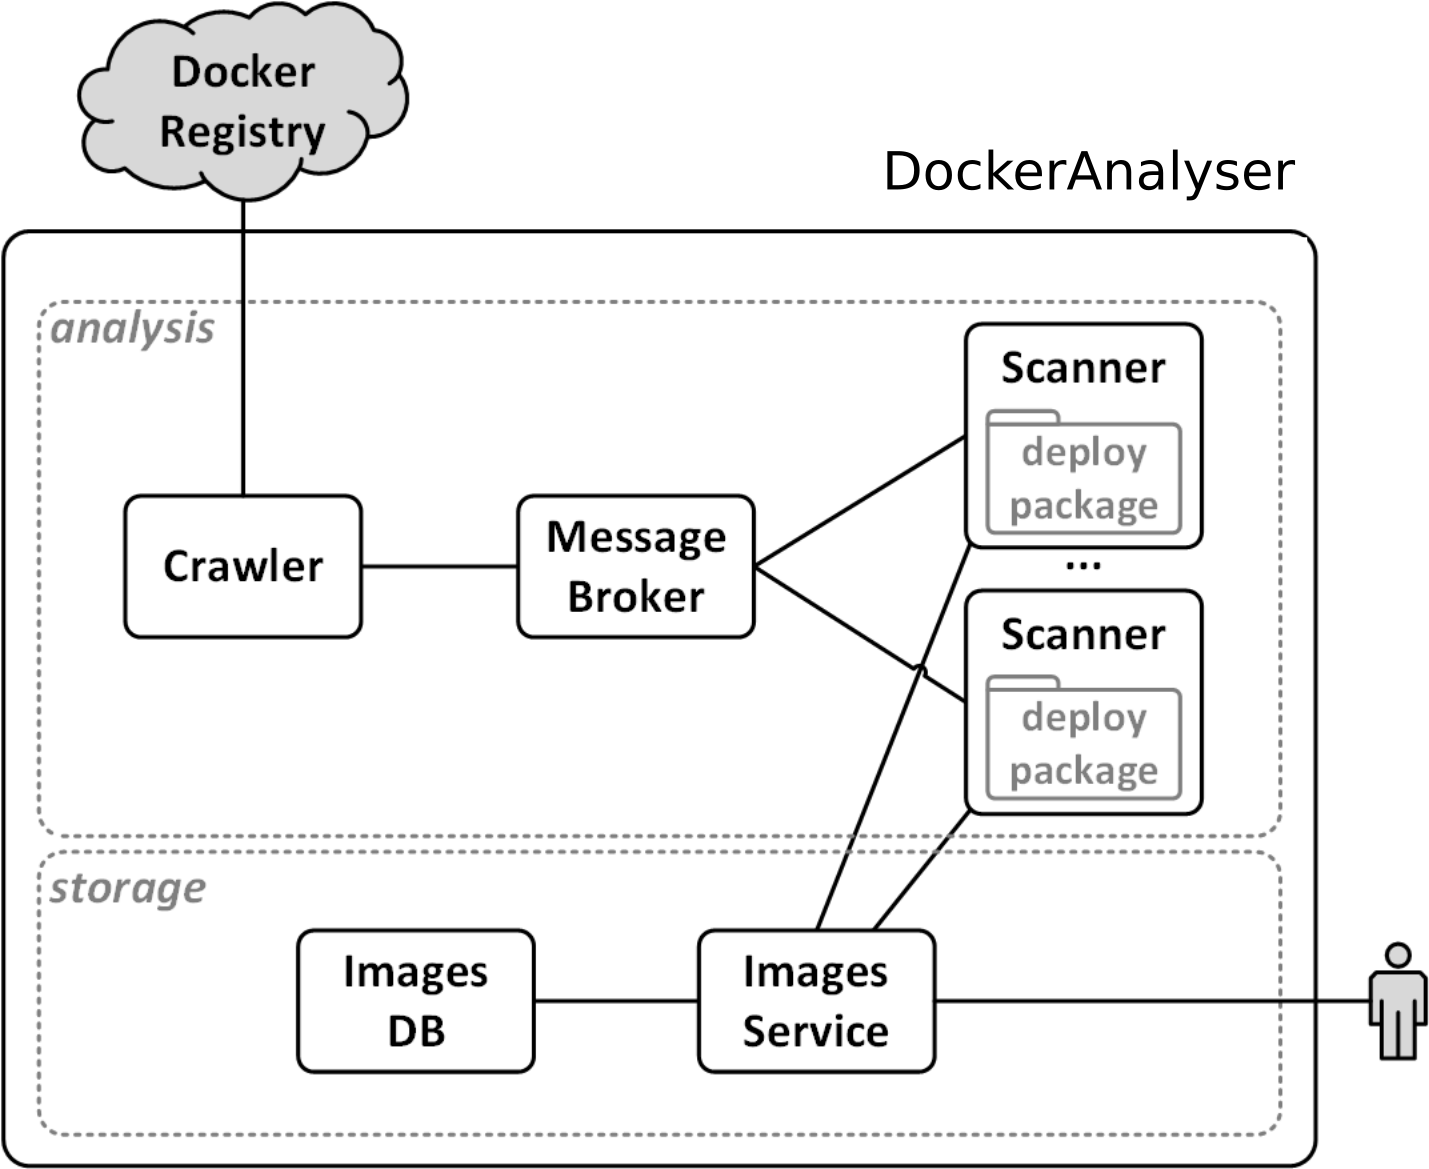 Docker
Registry
DockerAnalyser
analysis
Scanner
deploy
package
Crawler
Message
Broker
...
Scanner
deploy
package
storage
Images
DB
Images
Service